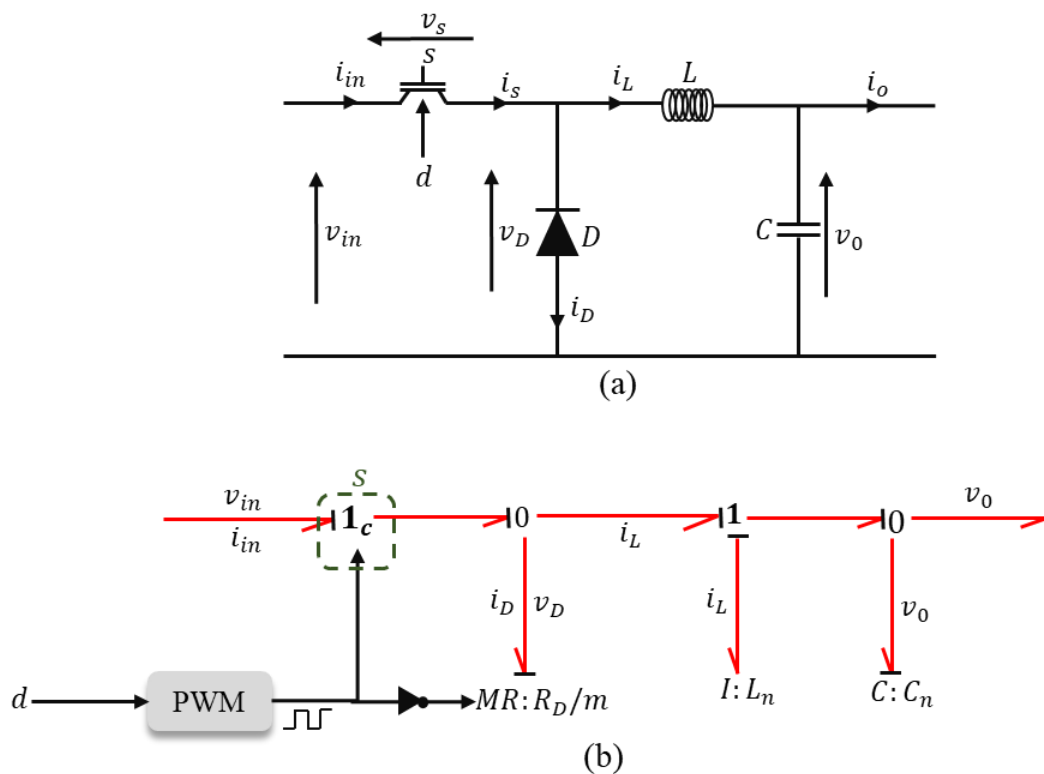 v_s
S
i_in
i_s
i_L
L
i_o
d
v_in
v_D
D
C
v_0
i_D
(a)
S
v_in
1_c
0
1
0
v_0
i_in
i_L
i_D
v_D
i_L
v_0
d
PWM
MR: R_D/m
I: L_n
C: C_n
(b)